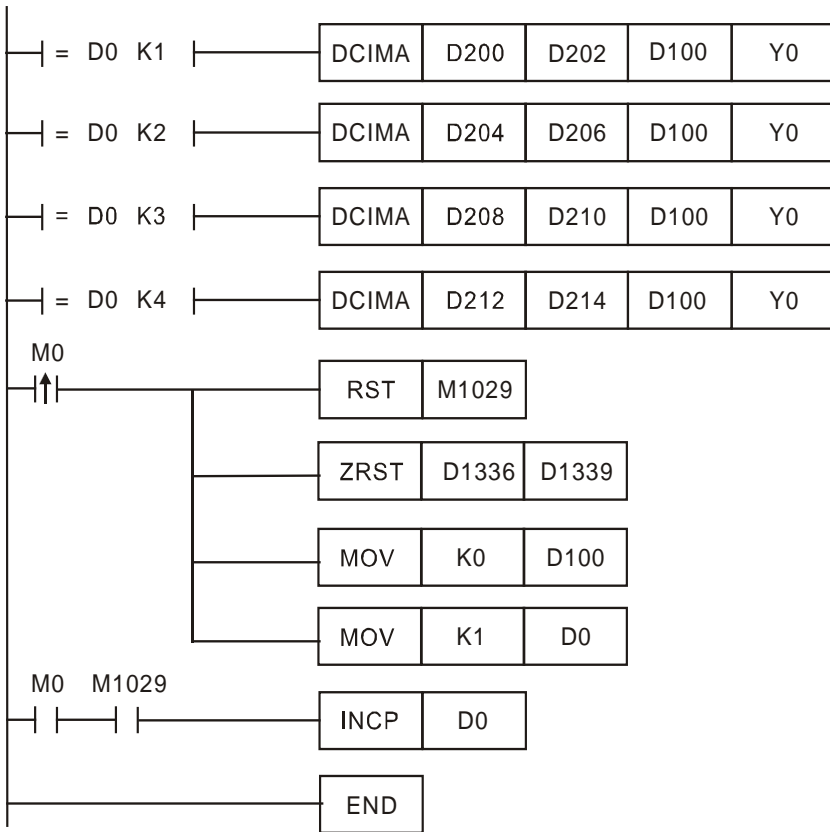 = D0 K1 DCIMA D200 D202 D100 Y0
= D0 K2 DCIMA D204 D206 D100 Y0
= D0 K3 DCIMA D208 D210 D100 Y0
= D0 K4 DCIMA D212 D214 D100 Y0
M0
RST M1029
ZRST D1336 D1339
MOV K0 D100
MOV K1 D0
M0 M1029
INCP D0
END